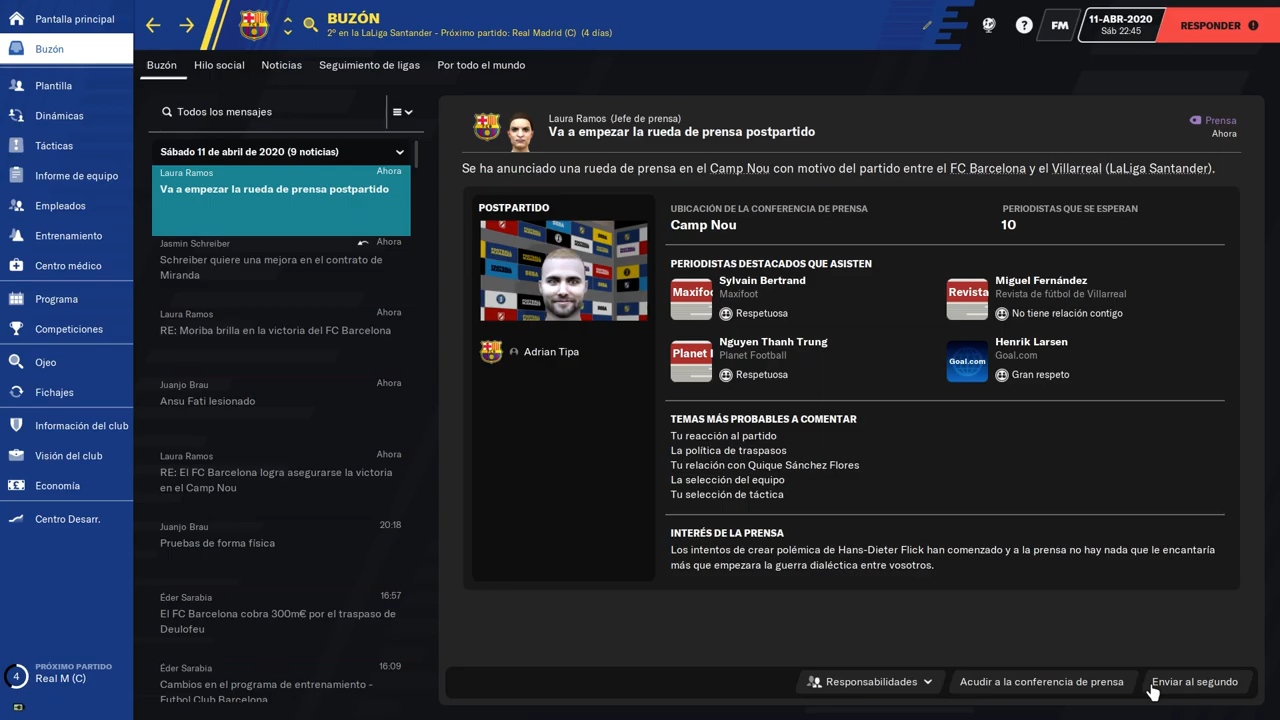 Pantalla principal
Buzón
Plantilla
Dinámicas
Tácticas
Informe de equipo
Empleados
Entrenamiento
Centro médico
Programa
Competiciones
Ojeo
Fichajes
Información del club
Visión del club
Economía
Centro Desarr.
4
PRÓXIMO PARTIDO
Real M (C)
BUZÓN
2º en la LaLiga Santander - Próximo partido: Real Madrid (C) (4 días)
?
FM
11-ABR-2020
Sáb 22:45
RESPONDER
Buzón
Hilo social
Noticias
Seguimiento de ligas
Por todo el mundo
Todos los mensajes
Sábado 11 de abril de 2020 (9 noticias)
Laura Ramos
Ahora
Va a empezar la rueda de prensa postpartido
Jasmin Schreiber
Ahora
Schreiber quiere una mejora en el contrato de
Miranda
Laura Ramos
Ahora
RE: Moriba brilla en la victoria del FC Barcelona
Juanjo Brau
Ahora
Ansu Fati lesionado
Laura Ramos
Ahora
RE: El FC Barcelona logra asegurarse la victoria
en el Camp Nou
Juanjo Brau
20:18
Pruebas de forma física
Éder Sarabia
16:57
El FC Barcelona cobra 300m€ por el traspaso de
Deulofeu
Éder Sarabia
16:09
Cambios en el programa de entrenamiento -
Futbol Club Barcelona
Laura Ramos (Jefe de prensa)
Va a empezar la rueda de prensa postpartido
Prensa
Ahora
Se ha anunciado una rueda de prensa en el Camp Nou con motivo del partido entre el FC Barcelona y el Villarreal (LaLiga Santander).
POSTPARTIDO
Adrian Tipa
UBICACIÓN DE LA CONFERENCIA DE PRENSA
Camp Nou
PERIODISTAS QUE SE ESPERAN
10
PERIODISTAS DESTACADOS QUE ASISTEN
Maxifoo
Sylvain Bertrand
Maxifoot
Respetuosa
Revista
Miguel Fernández
Revista de fútbol de Villarreal
No tiene relación contigo
Planet
Nguyen Thanh Trung
Planet Football
Respetuosa
Goal.com
Henrik Larsen
Goal.com
Gran respeto
TEMAS MÁS PROBABLES A COMENTAR
Tu reacción al partido
La política de traspasos
Tu relación con Quique Sánchez Flores
La selección del equipo
Tu selección de táctica
INTERÉS DE LA PRENSA
Los intentos de crear polémica de Hans-Dieter Flick han comenzado y a la prensa no hay nada que le encantaría
más que empezara la guerra dialéctica entre vosotros.
Responsabilidades
Acudir a la conferencia de prensa
Enviar al segundo